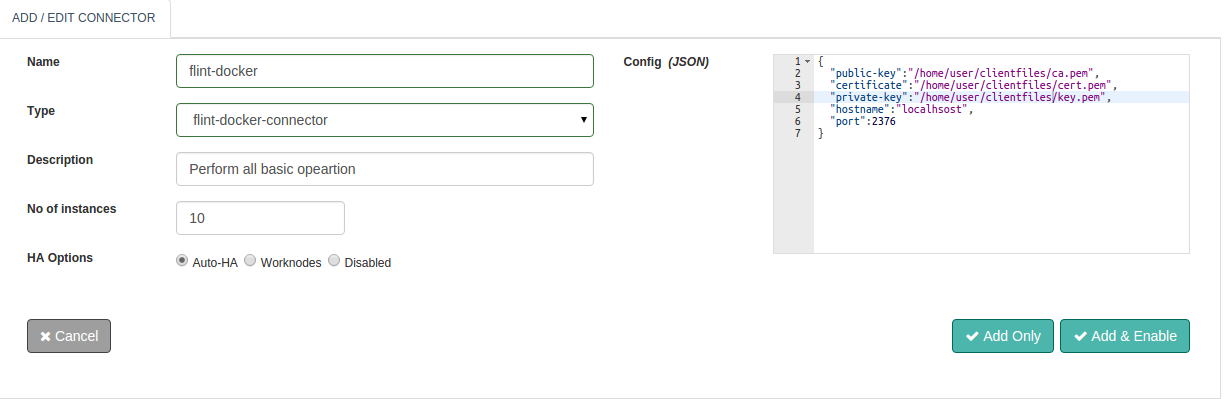 ADD / EDIT CONNECTOR
Name
flint-docker
Type
flint-docker-connector
Description
Perform all basic opeartion
No of instances
10
HA Options
Auto-HA Worknodes Disabled
Config (JSON)
1 {
2 "public-key":"/home/user/clientfiles/ca.pem",
3 "certificate":"/home/user/clientfiles/cert.pem",
4 "private-key":"/home/user/clientfiles/key.pem",
5 "hostname":"localhsost",
6 "port":2376
7 }
Cancel
Add Only
Add & Enable